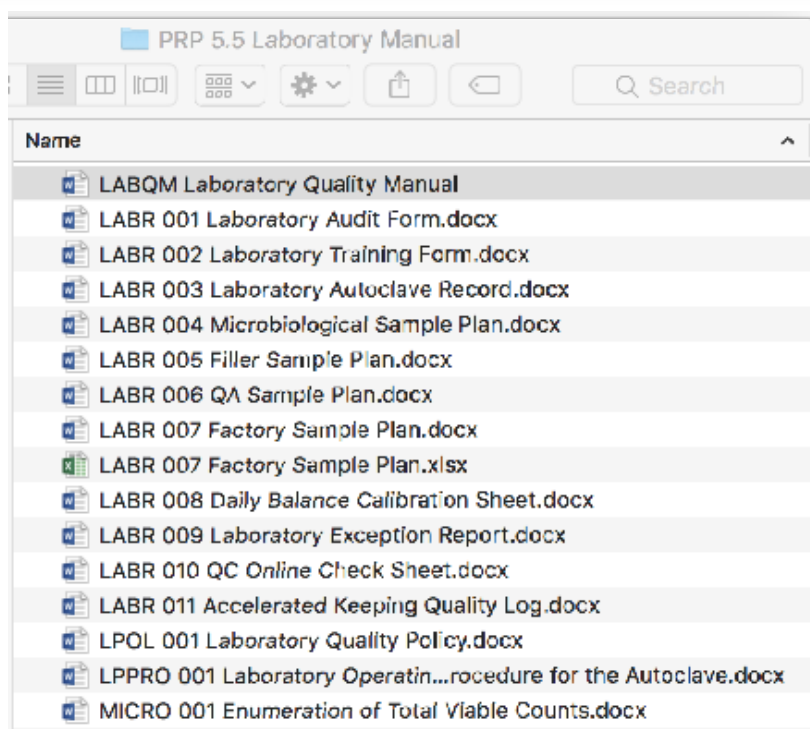 PRP 5.5 Laboratory Manual
Search
Name
LABQM Laboratory Quality Manual
LABR 001 Laboratory Audit Form.docx
LABR 002 Laboratory Training Form.docx
LABR 003 Laboratory Autoclave Record.docx
LABR 004 Microbiological Sample Plan.docx
LABR 005 Filler Sample Plan.docx
LABR 006 QA Sample Plan.docx
LABR 007 Factory Sample Plan.docx
LABR 007 Factory Sample Plan.xlsx
LABR 008 Daily Balance Calibration Sheet.docx
LABR 009 Laboratory Exception Report.docx
LABR 010 QC Online Check Sheet.docx
LABR 011 Accelerated Keeping Quality Log.docx
LPOL 001 Laboratory Quality Policy.docx
LPPRO 001 Laboratory Operatin...rocedure for the Autoclave.docx
MICRO 001 Enumeration of Total Viable Counts.docx